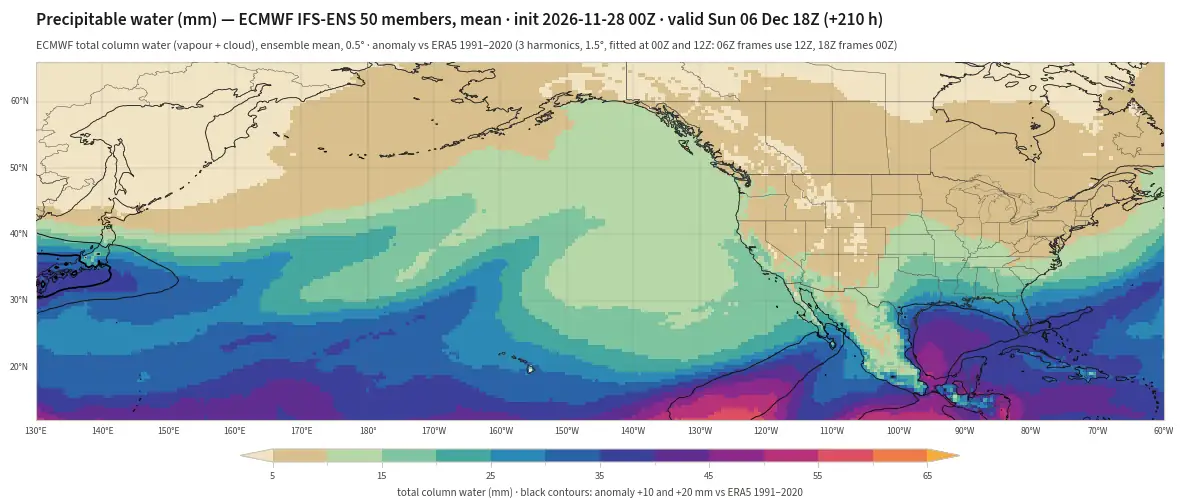 Precipitable water (mm) — ECMWF IFS-ENS 50 members, mean · init 2026-11-28 00Z · valid Sun 06 Dec 18Z (+210 h)
ECMWF total column water (vapour + cloud), ensemble mean, 0.5° · anomaly vs ERA5 1991–2020 (3 harmonics, 1.5°, fitted at 00Z and 12Z: 06Z frames use 12Z, 18Z frames 00Z)
60°N
50°N
40°N
30°N
20°N
130°E 140°E 150°E 160°E 170°E 180° 170°W 160°W 150°W 140°W 130°W 120°W 110°W 100°W 90°W 80°W 70°W 60°W
5 15 25 35 45 55 65
total column water (mm) · black contours: anomaly +10 and +20 mm vs ERA5 1991–2020